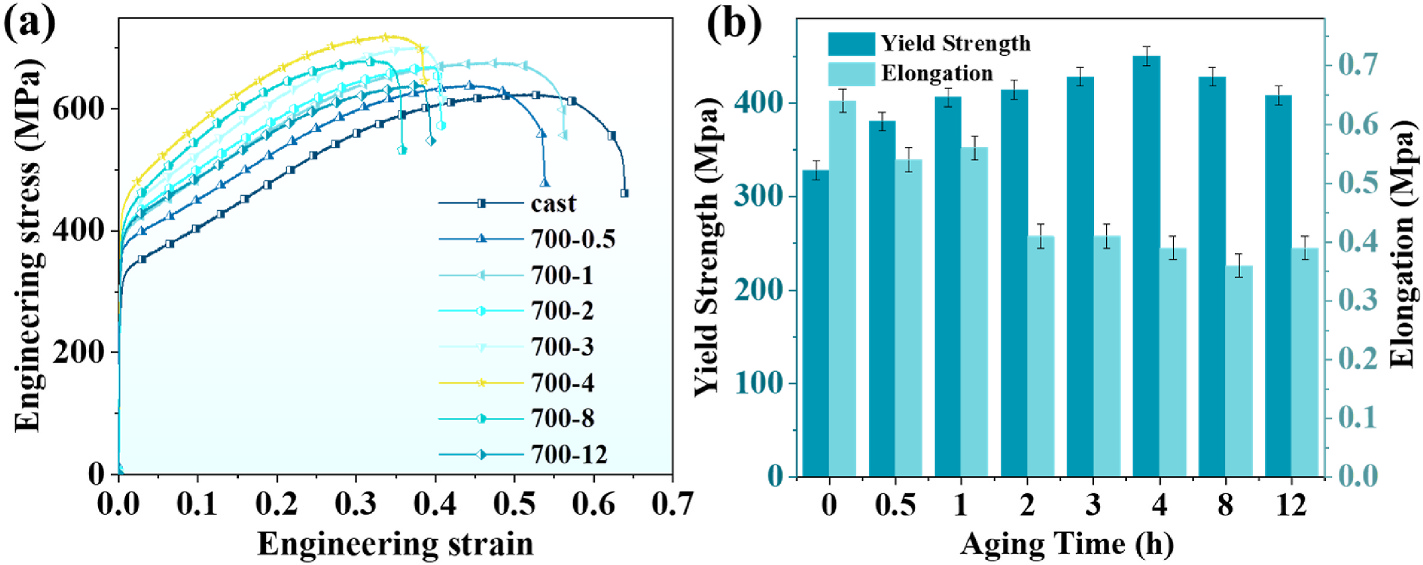 (a)
Engineering stress (MPa)
600
400
200
0
0.0 0.1 0.2 0.3 0.4 0.5 0.6 0.7
Engineering strain
cast
700-0.5
700-1
700-2
700-3
700-4
700-8
700-12
(b)
Yield Strength (Mpa)
400
300
200
100
0
Yield Strength
Elongation
0 0.5 1 2 3 4 8 12
Aging Time (h)
0.7
0.6
0.5
0.4
0.3
0.2
0.1
0.0
Elongation (Mpa)